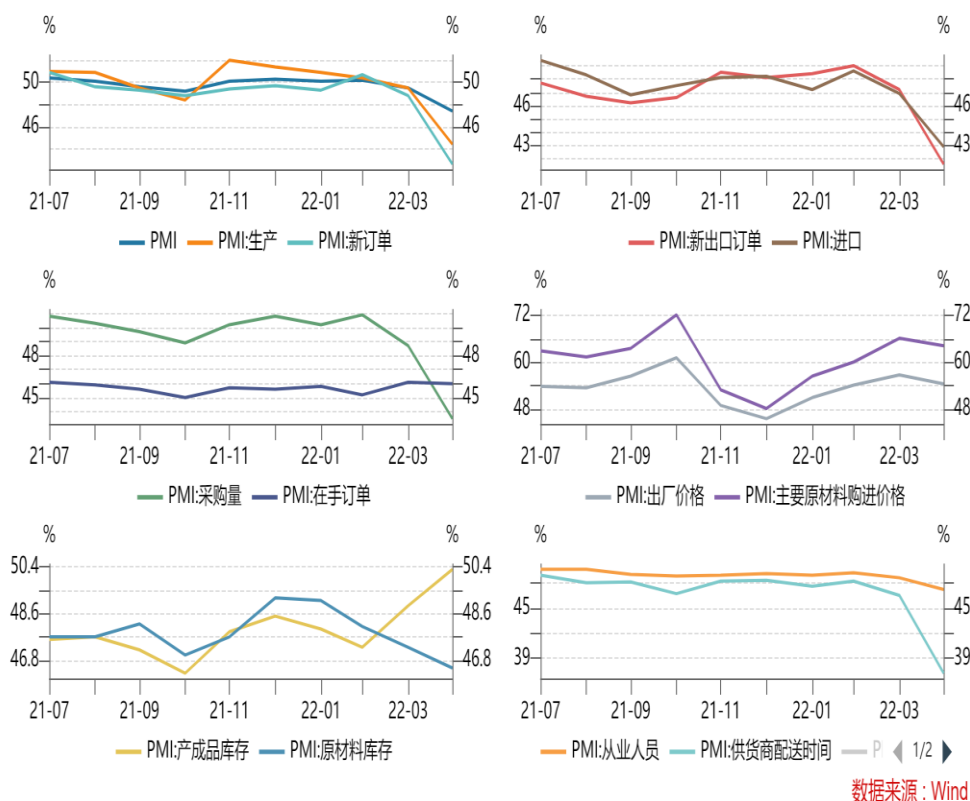 % % % %
50 50
46 46
46 46
43 43
21-07 21-09 21-11 22-01 22-03
21-07 21-09 21-11 22-01 22-03
PMI PMI:生产 PMI:新订单
PMI:新出口订单 PMI:进口
% % % %
48 48
45 45
72 72
60 60
48 48
21-07 21-09 21-11 22-01 22-03
21-07 21-09 21-11 22-01 22-03
PMI:采购量 PMI:在手订单
PMI:出厂价格 PMI:主要原材料购进价格
% % % %
50.4 50.4
48.6 48.6
46.8 46.8
45 45
39 39
21-07 21-09 21-11 22-01 22-03
21-07 21-09 21-11 22-01 22-03
PMI:产成品库存 PMI:原材料库存
PMI:从业人员 PMI:供货商配送时间 1/2
数据来源：Wind